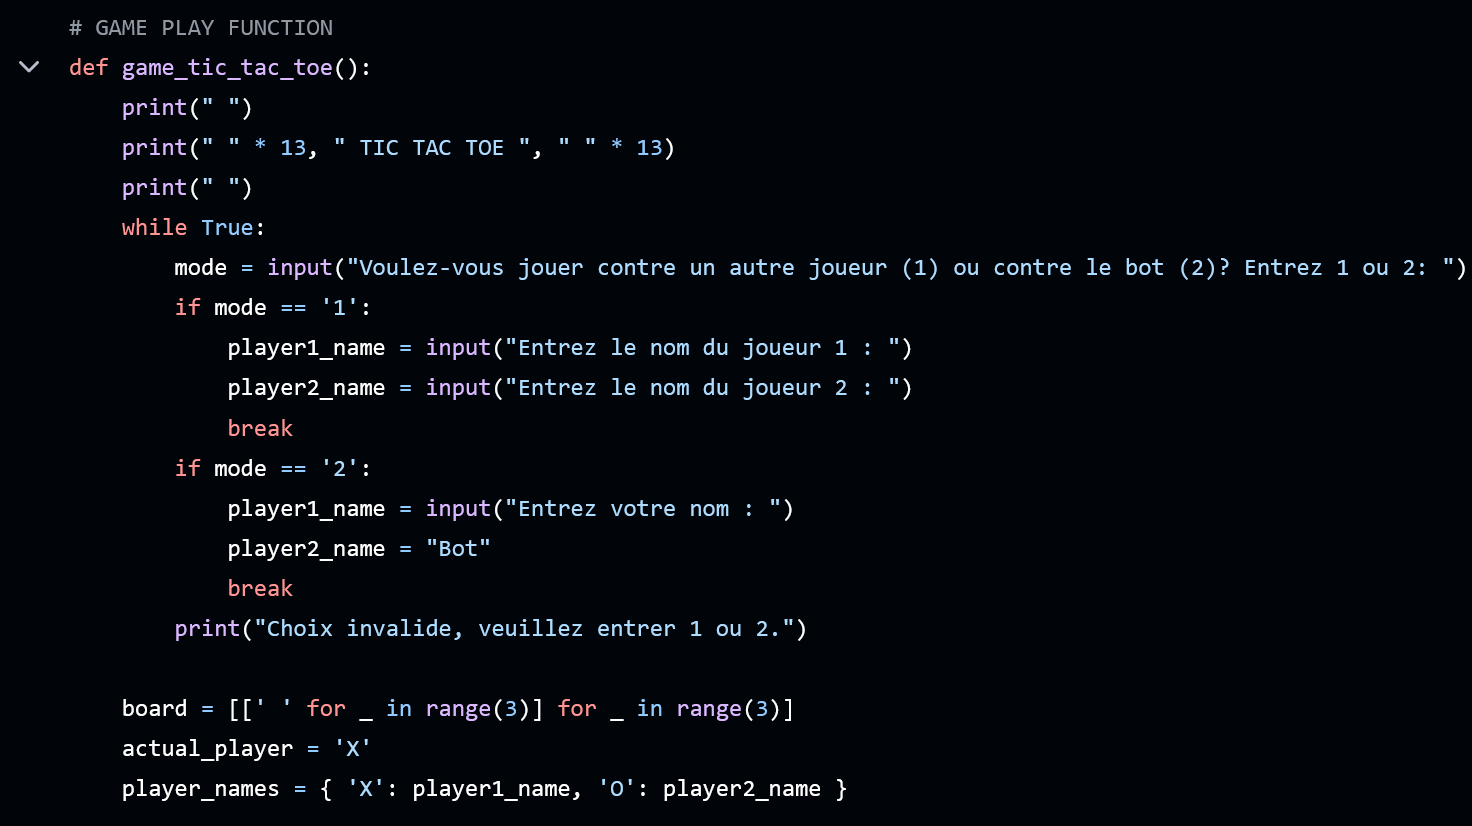 # GAME PLAY FUNCTION
def game_tic_tac_toe():
    print(" ")
    print(" " * 13, " TIC TAC TOE ", " " * 13)
    print(" ")
    while True:
        mode = input("Voulez-vous jouer contre un autre joueur (1) ou contre le bot (2)? Entrez 1 ou 2: ")
        if mode == '1':
            player1_name = input("Entrez le nom du joueur 1 : ")
            player2_name = input("Entrez le nom du joueur 2 : ")
            break
        if mode == '2':
            player1_name = input("Entrez votre nom : ")
            player2_name = "Bot"
            break
        print("Choix invalide, veuillez entrer 1 ou 2.")

    board = [[' ' for _ in range(3)] for _ in range(3)]
    actual_player = 'X'
    player_names = { 'X': player1_name, 'O': player2_name }